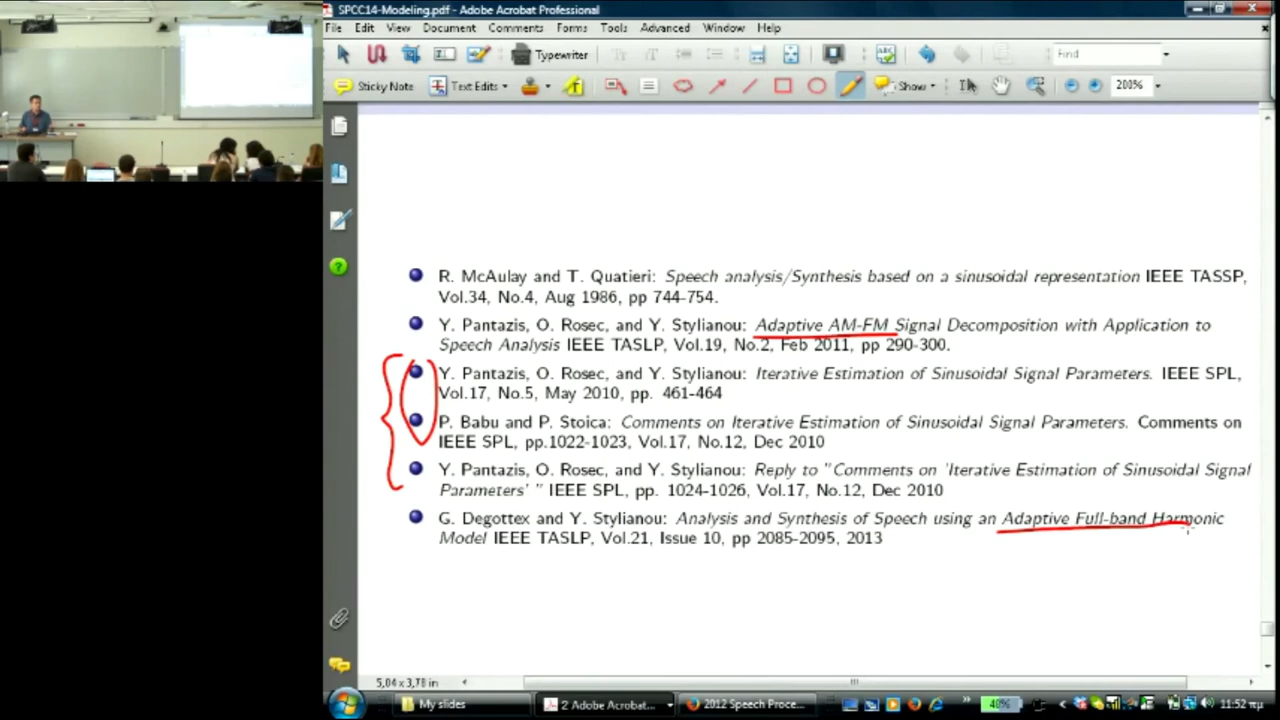 SPCC14-Modeling.pdf - Adobe Acrobat Professional
File Edit View Document Comments Forms Tools Advanced Window Help
Typewriter Find
Sticky Note Text Edits Show 200%
R. McAulay and T. Quatieri: Speech analysis/Synthesis based on a sinusoidal representation IEEE TASSP,
Vol.34, No.4, Aug 1986, pp 744-754.
Y. Pantazis, O. Rosec, and Y. Stylianou: Adaptive AM-FM Signal Decomposition with Application to
Speech Analysis IEEE TASLP, Vol.19, No.2, Feb 2011, pp 290-300.
Y. Pantazis, O. Rosec, and Y. Stylianou: Iterative Estimation of Sinusoidal Signal Parameters. IEEE SPL,
Vol.17, No.5, May 2010, pp. 461-464
P. Babu and P. Stoica: Comments on Iterative Estimation of Sinusoidal Signal Parameters. Comments on
IEEE SPL, pp.1022-1023, Vol.17, No.12, Dec 2010
Y. Pantazis, O. Rosec, and Y. Stylianou: Reply to "Comments on 'Iterative Estimation of Sinusoidal Signal
Parameters' " IEEE SPL, pp. 1024-1026, Vol.17, No.12, Dec 2010
G. Degottex and Y. Stylianou: Analysis and Synthesis of Speech using an Adaptive Full-band Harmonic
Model IEEE TASLP, Vol.21, Issue 10, pp 2085-2095, 2013
5,04 x 3,78 in
My slides 2 Adobe Acrobat... 2012 Speech Proce... 48% 11:52 πμ